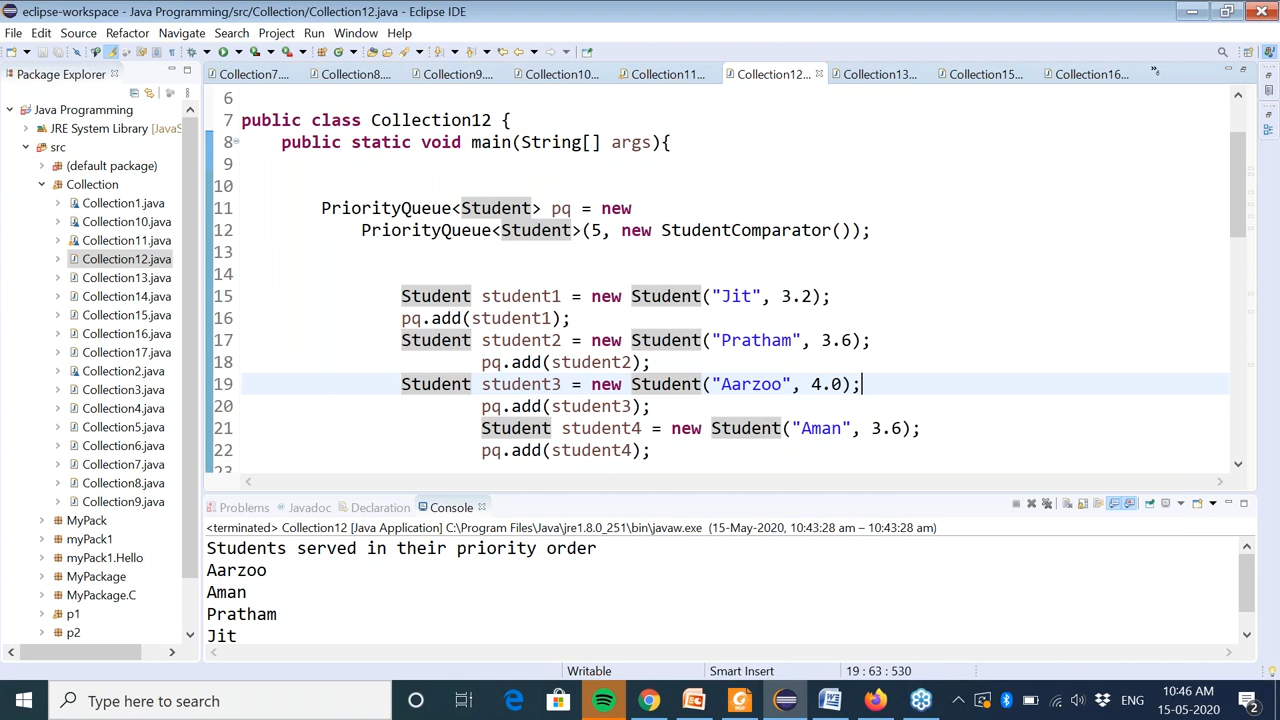 eclipse-workspace - Java Programming/src/Collection/Collection12.java - Eclipse IDE
File Edit Source Refactor Navigate Search Project Run Window Help
Package Explorer
Collection7.... Collection8.... Collection9.... Collection10... Collection11... Collection12... Collection13... Collection15... Collection16...
Java Programming
JRE System Library [JavaS
src
(default package)
Collection
Collection1.java
Collection10.java
Collection11.java
Collection12.java
Collection13.java
Collection14.java
Collection15.java
Collection16.java
Collection17.java
Collection2.java
Collection3.java
Collection4.java
Collection5.java
Collection6.java
Collection7.java
Collection8.java
Collection9.java
MyPack
myPack1
myPack1.Hello
MyPackage
MyPackage.C
p1
p2
6
7 public class Collection12 {
8 public static void main(String[] args){
9
10
11 PriorityQueue<Student> pq = new
12 PriorityQueue<Student>(5, new StudentComparator());
13
14
15 Student student1 = new Student("Jit", 3.2);
16 pq.add(student1);
17 Student student2 = new Student("Pratham", 3.6);
18 pq.add(student2);
19 Student student3 = new Student("Aarzoo", 4.0);
20 pq.add(student3);
21 Student student4 = new Student("Aman", 3.6);
22 pq.add(student4);
23
Problems Javadoc Declaration Console
<terminated> Collection12 [Java Application] C:\Program Files\Java\jre1.8.0_251\bin\javaw.exe (15-May-2020, 10:43:28 am – 10:43:28 am)
Students served in their priority order
Aarzoo
Aman
Pratham
Jit
Writable Smart Insert 19 : 63 : 530
Type here to search
ENG
10:46 AM
15-05-2020
2